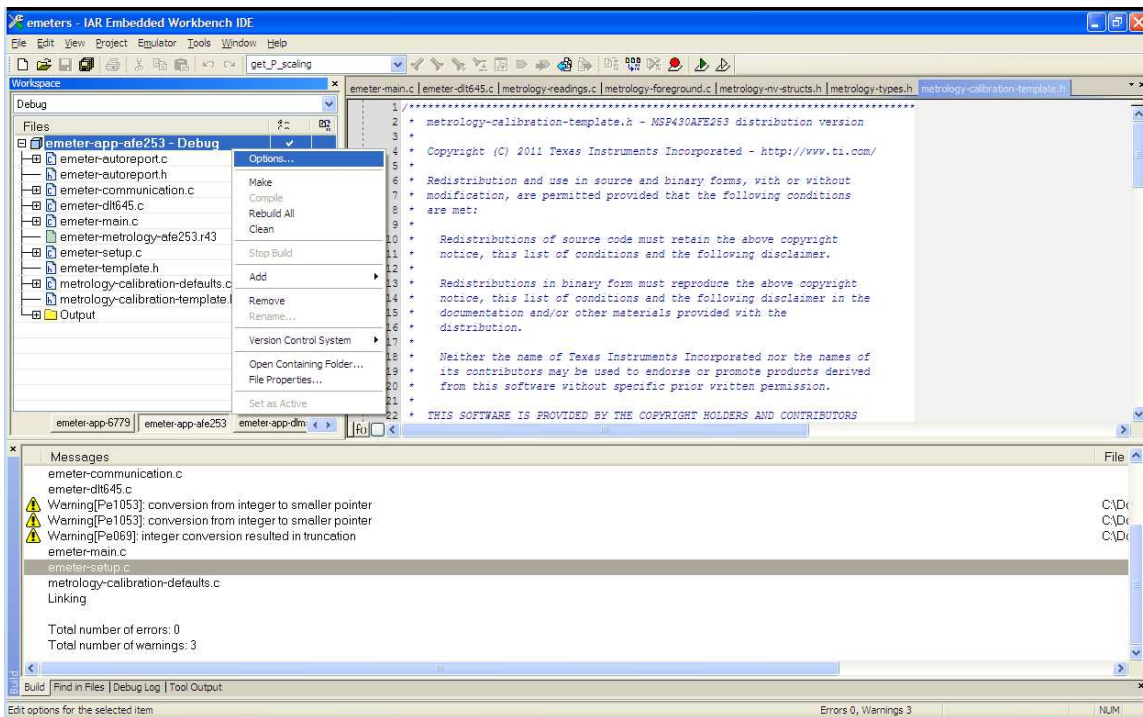 emeters - IAR Embedded Workbench IDE
File Edit View Project Emulator Tools Window Help
get_P_scaling
Workspace
Debug
Files
emeter-app-afe253 - Debug
emeter-autoreport.c
emeter-autoreport.h
emeter-communication.c
emeter-dlt645.c
emeter-main.c
emeter-metrology-afe253.r43
emeter-setup.c
emeter-template.h
metrology-calibration-defaults.c
metrology-calibration-template.
Output
Options...
Make
Compile
Rebuild All
Clean
Stop Build
Add
Remove
Rename...
Version Control System
Open Containing Folder...
File Properties...
Set as Active
emeter-app-6779 emeter-app-afe253 emeter-app-dlm
emeter-main.c | emeter-dlt645.c | metrology-readings.c | metrology-foreground.c | metrology-nv-structs.h | metrology-types.h metrology-calibration-template.h
1 /*******************************************************************************
2 * metrology-calibration-template.h - MSP430AFE253 distribution version
3 *
4 * Copyright (C) 2011 Texas Instruments Incorporated - http://www.ti.com/
5 *
6 * Redistribution and use in source and binary forms, with or without
7 * modification, are permitted provided that the following conditions
8 * are met:
9 *
10 * Redistributions of source code must retain the above copyright
11 * notice, this list of conditions and the following disclaimer.
12 *
13 * Redistributions in binary form must reproduce the above copyright
14 * notice, this list of conditions and the following disclaimer in the
15 * documentation and/or other materials provided with the
16 * distribution.
17 *
18 * Neither the name of Texas Instruments Incorporated nor the names of
19 * its contributors may be used to endorse or promote products derived
20 * from this software without specific prior written permission.
21 *
22 * THIS SOFTWARE IS PROVIDED BY THE COPYRIGHT HOLDERS AND CONTRIBUTORS
fo
Messages File
emeter-communication.c
emeter-dlt645.c
Warning[Pe1053]: conversion from integer to smaller pointer C:\Do
Warning[Pe1053]: conversion from integer to smaller pointer C:\Do
Warning[Pe069]: integer conversion resulted in truncation C:\Do
emeter-main.c
emeter-setup.c
metrology-calibration-defaults.c
Linking
Total number of errors: 0
Total number of warnings: 3
Build
Build Find in Files | Debug Log | Tool Output
Edit options for the selected item Errors 0, Warnings 3 NUM